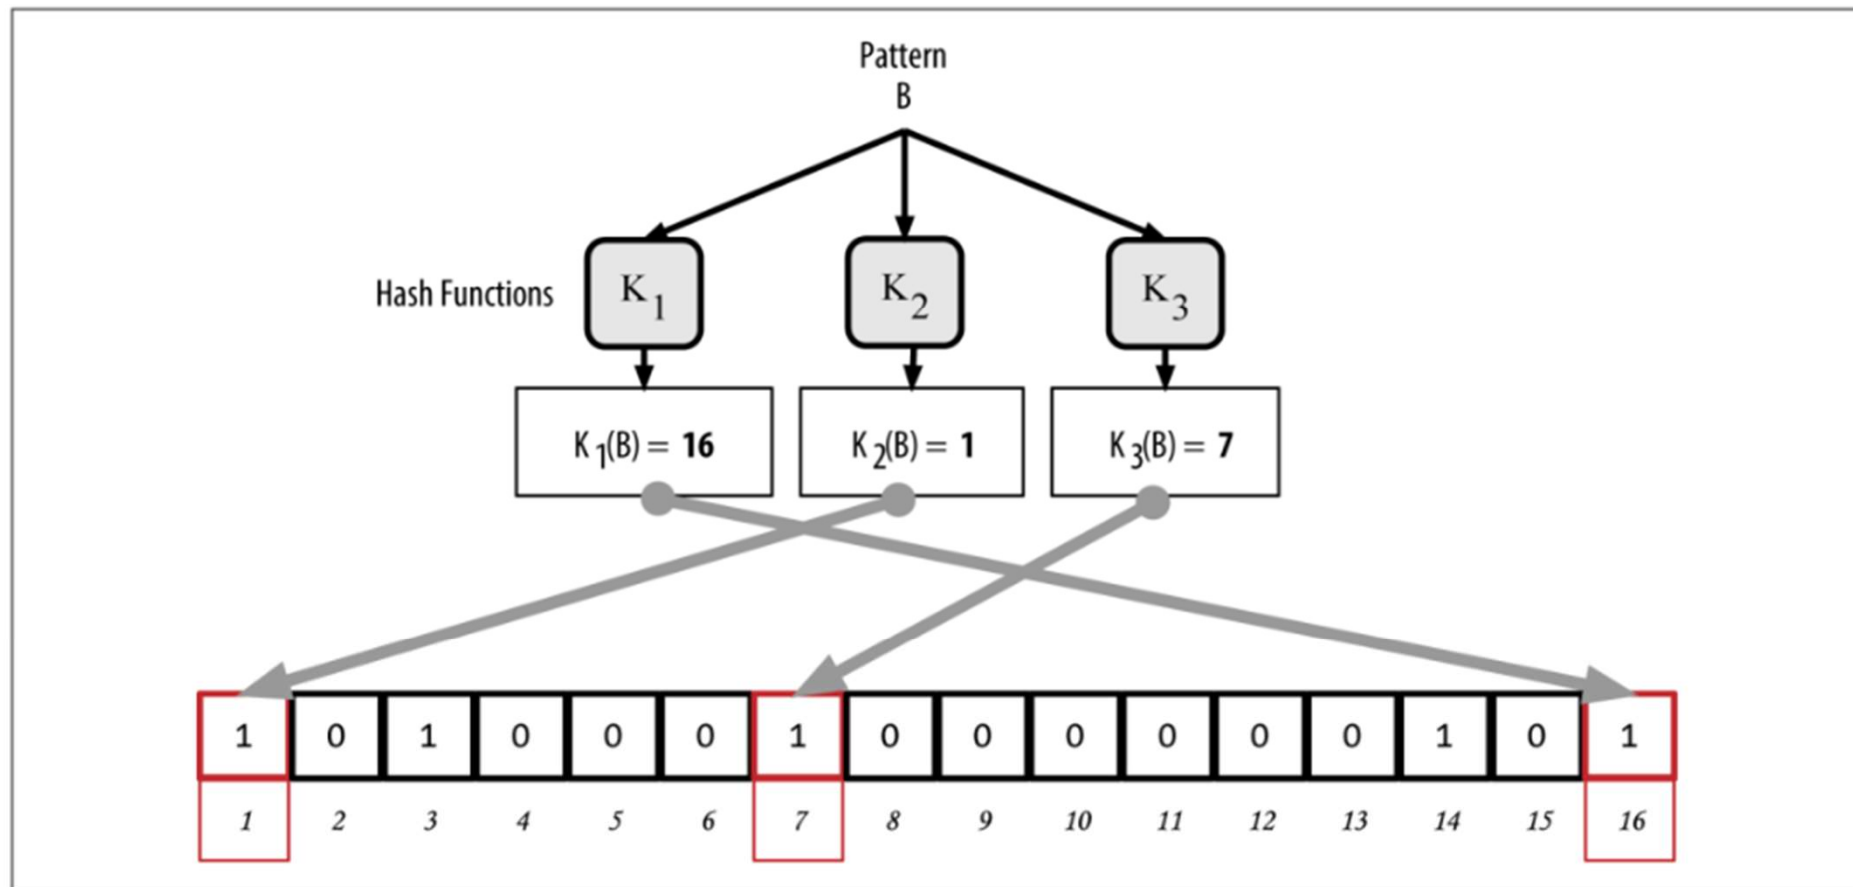 Pattern
B
Hash Functions
K1 K2 K3
K1(B) = 16 K2(B) = 1 K3(B) = 7
1 0 1 0 0 0 1 0 0 0 0 0 0 1 0 1
1 2 3 4 5 6 7 8 9 10 11 12 13 14 15 16